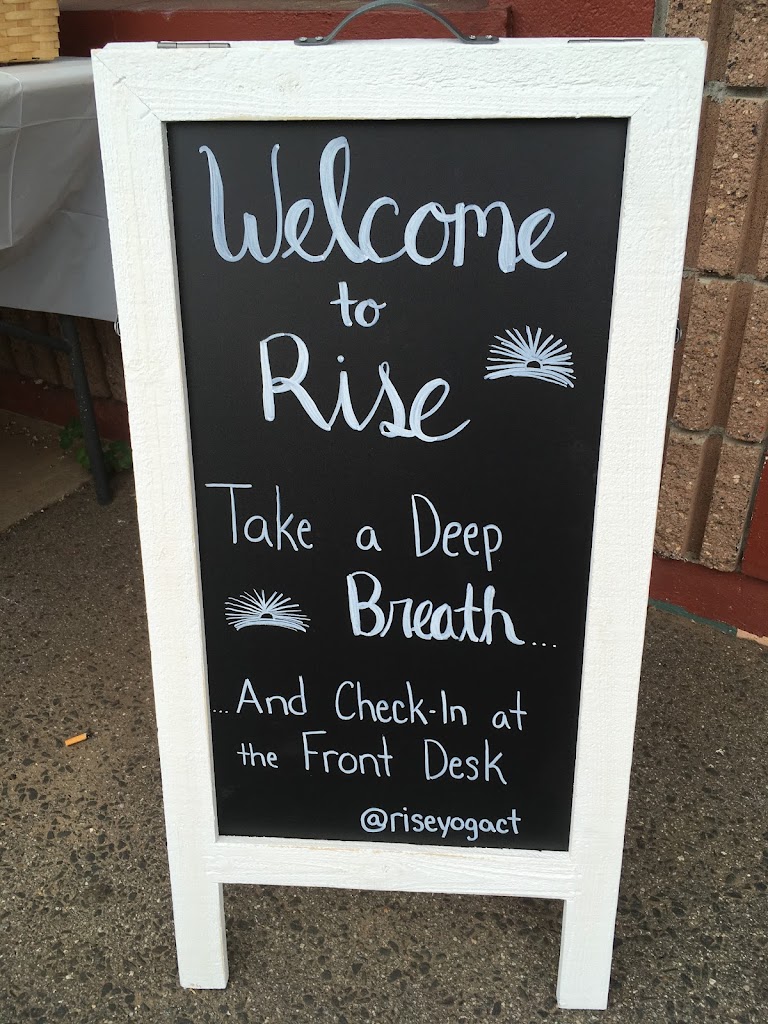 Welcome
to
Rise
Take a Deep
Breath...
...And Check-In at
the Front Desk
@riseyogact